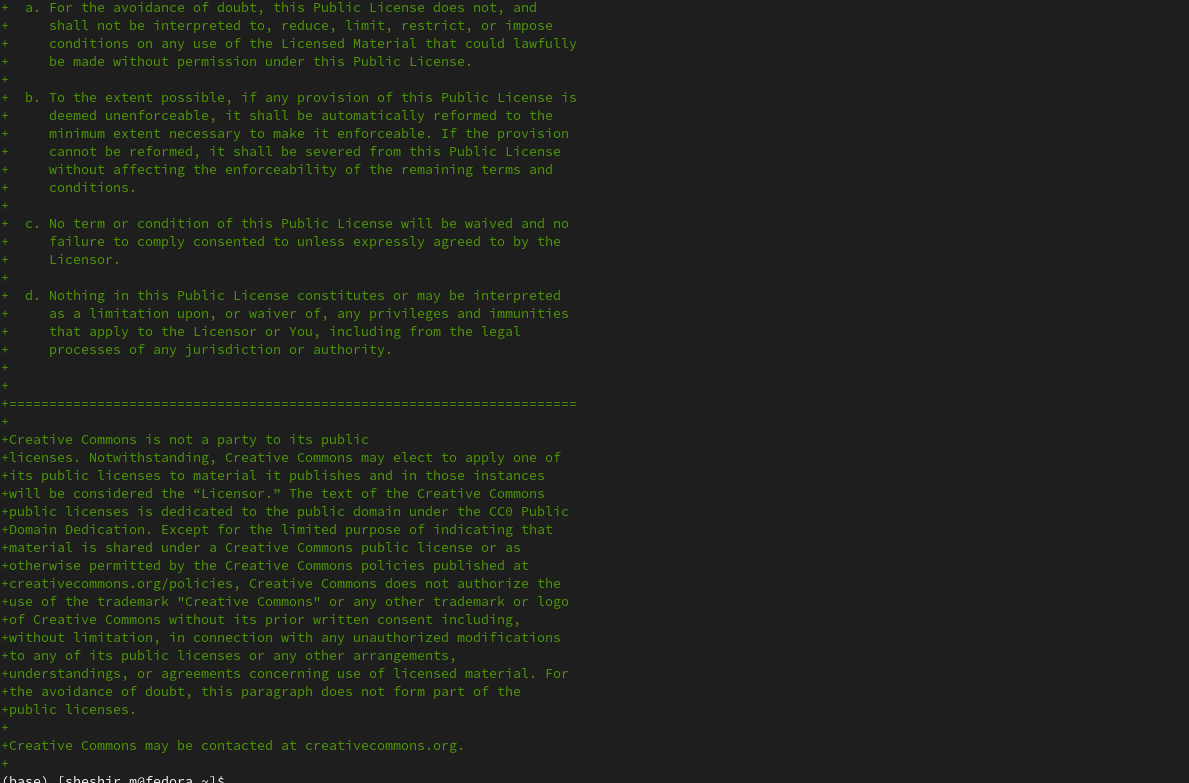 +  a. For the avoidance of doubt, this Public License does not, and
+     shall not be interpreted to, reduce, limit, restrict, or impose
+     conditions on any use of the Licensed Material that could lawfully
+     be made without permission under this Public License.
+
+  b. To the extent possible, if any provision of this Public License is
+     deemed unenforceable, it shall be automatically reformed to the
+     minimum extent necessary to make it enforceable. If the provision
+     cannot be reformed, it shall be severed from this Public License
+     without affecting the enforceability of the remaining terms and
+     conditions.
+
+  c. No term or condition of this Public License will be waived and no
+     failure to comply consented to unless expressly agreed to by the
+     Licensor.
+
+  d. Nothing in this Public License constitutes or may be interpreted
+     as a limitation upon, or waiver of, any privileges and immunities
+     that apply to the Licensor or You, including from the legal
+     processes of any jurisdiction or authority.
+
+
+=======================================================================
+
+Creative Commons is not a party to its public
+licenses. Notwithstanding, Creative Commons may elect to apply one of
+its public licenses to material it publishes and in those instances
+will be considered the “Licensor.” The text of the Creative Commons
+public licenses is dedicated to the public domain under the CC0 Public
+Domain Dedication. Except for the limited purpose of indicating that
+material is shared under a Creative Commons public license or as
+otherwise permitted by the Creative Commons policies published at
+creativecommons.org/policies, Creative Commons does not authorize the
+use of the trademark "Creative Commons" or any other trademark or logo
+of Creative Commons without its prior written consent including,
+without limitation, in connection with any unauthorized modifications
+to any of its public licenses or any other arrangements,
+understandings, or agreements concerning use of licensed material. For
+the avoidance of doubt, this paragraph does not form part of the
+public licenses.
+
+Creative Commons may be contacted at creativecommons.org.
+
(base) [sheshir_m@fedora ~]$